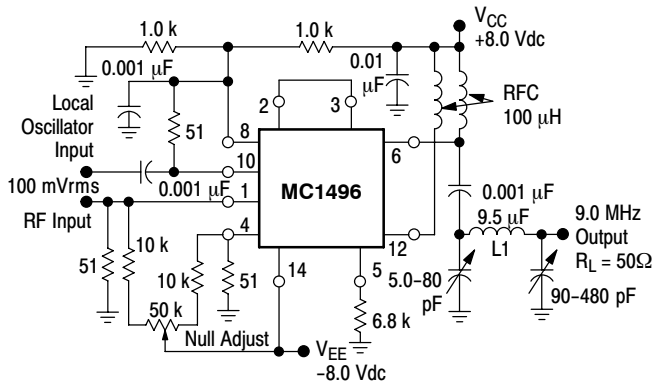 1.0 k
1.0 k
VCC
+8.0 Vdc
0.001 μF
0.01
μF
RFC
100 μH
Local
Oscillator
Input
51
2
3
8
6
10
MC1496
100 mVrms
0.001 μF
1
RF Input
4
12
0.001 μF
9.5 μF
L1
9.0 MHz
Output
RL = 50Ω
51
10 k
10 k
51
14
5
5.0–80
pF
90–480 pF
50 k
6.8 k
Null Adjust
VEE
–8.0 Vdc